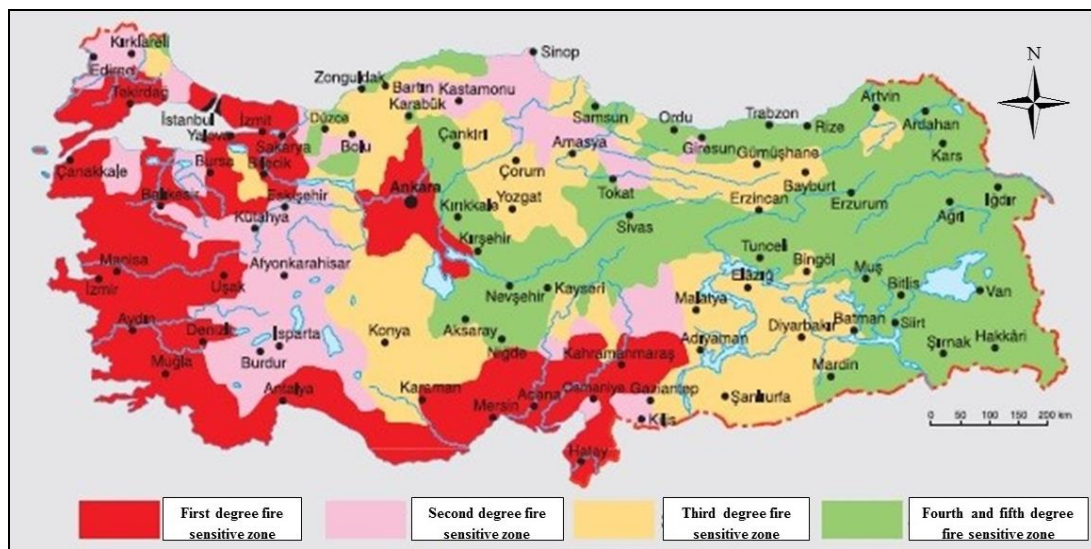 Kırklareli
Edirne
Tekirdağ
Sinop
N
Zonguldak
Bartın
Kastamonu
Karabük
İstanbul
İzmit
Yalova
Sakarya
Düzce
Bolu
Çankırı
Samsun
Ordu
Giresun
Trabzon
Rize
Artvin
Ardahan
Kars
Çanakkale
Bursa
Bilecik
Balıkesir
Eskişehir
Kütahya
Ankara
Kırıkkale
Çorum
Yozgat
Amasya
Tokat
Sivas
Gümüşhane
Bayburt
Erzincan
Erzurum
Ağrı
Iğdır
Manisa
İzmir
Uşak
Afyonkarahisar
Kırşehir
Nevşehir
Kayseri
Aksaray
Niğde
Tunceli
Bingöl
Elazığ
Malatya
Muş
Bitlis
Van
Aydın
Denizli
Isparta
Burdur
Muğla
Antalya
Konya
Karaman
Mersin
Adana
Kahramanmaraş
Osmaniye
Gaziantep
Kilis
Hatay
Adıyaman
Şanlıurfa
Diyarbakır
Batman
Siirt
Mardin
Şırnak
Hakkâri
0 50 100 150 200 km
First degree fire
sensitive zone
Second degree fire
sensitive zone
Third degree fire
sensitive zone
Fourth and fifth degree
fire sensitive zone